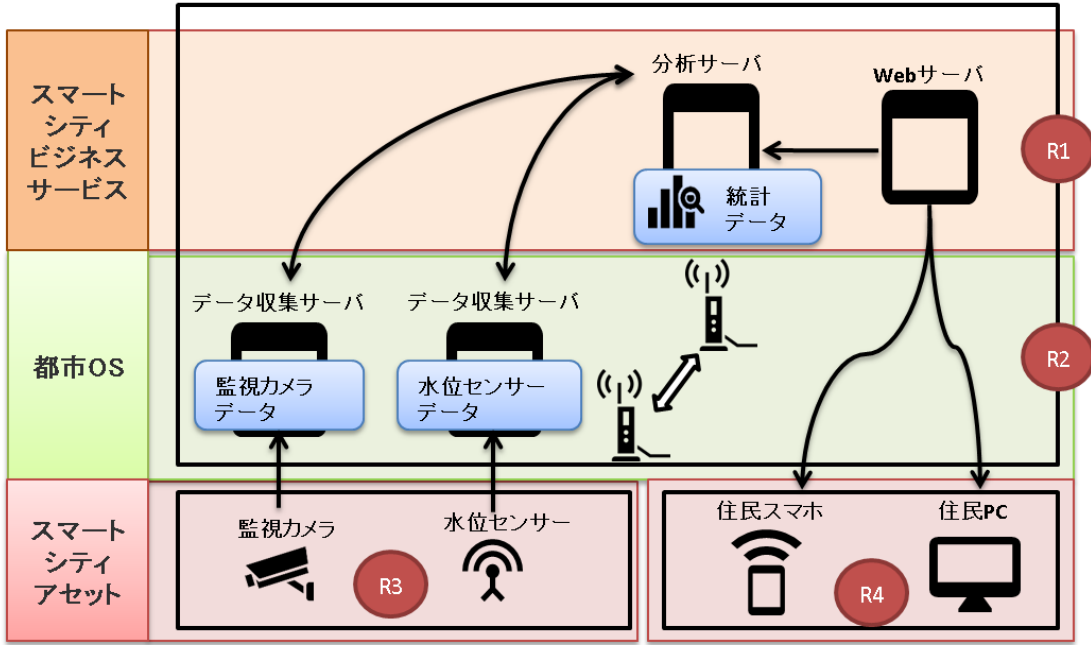 スマート
シティ
ビジネス
サービス
分析サーバ
Webサーバ
統計
データ
R1
都市OS
データ収集サーバ
データ収集サーバ
監視カメラ
データ
水位センサー
データ
R2
スマート
シティ
アセット
監視カメラ
水位センサー
R3
住民スマホ
住民PC
R4